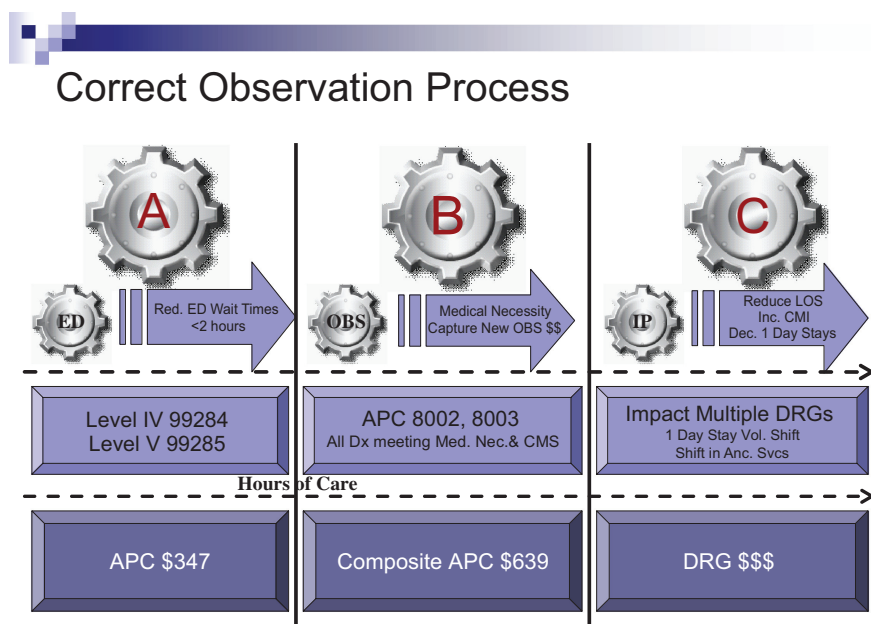 Correct Observation Process
A
B
C
ED
Red. ED Wait Times
<2 hours
OBS
Medical Necessity
Capture New OBS $$
IP
Reduce LOS
Inc. CMI
Dec. 1 Day Stays
Level IV 99284
Level V 99285
APC 8002, 8003
All Dx meeting Med. Nec.& CMS
Impact Multiple DRGs
1 Day Stay Vol. Shift
Shift in Anc. Svcs
Hours of Care
APC $347
Composite APC $639
DRG $$$